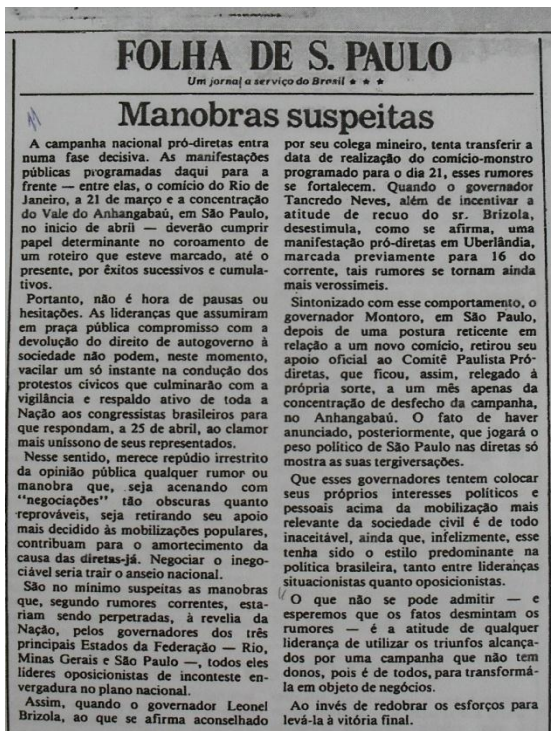 FOLHA DE S. PAULO
Um jornal a serviço do Brasil ★ ★ ★
Manobras suspeitas
A campanha nacional pró-diretas entra
numa fase decisiva. As manifestações
públicas programadas daqui para a
frente — entre elas, o comício do Rio de
Janeiro, a 21 de março e a concentração
do Vale do Anhangabaú, em São Paulo,
no inicio de abril — deverão cumprir
papel determinante no coroamento de
um roteiro que esteve marcado, até o
presente, por êxitos sucessivos e cumula-
tivos.
Portanto, não é hora de pausas ou
hesitações. As lideranças que assumiram
em praça pública compromisso com a
devolução do direito de autogoverno à
sociedade não podem, neste momento,
vacilar um só instante na condução dos
protestos cívicos que culminarão com a
vigilância e respaldo ativo de toda a
Nação aos congressistas brasileiros para
que respondam, a 25 de abril, ao clamor
mais uníssono de seus representados.
Nesse sentido, merece repúdio irrestrito
da opinião pública qualquer rumor ou
manobra que, seja acenando com
"negociações" tão obscuras quanto
reprováveis, seja retirando seu apoio
mais decidido às mobilizações populares,
contribuam para o amortecimento da
causa das diretas-já. Negociar o inego-
ciável seria trair o anseio nacional.
São no mínimo suspeitas as manobras
que, segundo rumores correntes, esta-
riam sendo perpetradas, à revelia da
Nação, pelos governadores dos três
principais Estados da Federação — Rio,
Minas Gerais e São Paulo —, todos eles
líderes oposicionistas de inconteste en-
vergadura no plano nacional.
Assim, quando o governador Leonel
Brizola, ao que se afirma aconselhado
por seu colega mineiro, tenta transferir a
data de realização do comício-monstro
programado para o dia 21, esses rumores
se fortalecem. Quando o governador
Tancredo Neves, além de incentivar a
atitude de recuo do sr. Brizola,
desestimula, como se afirma, uma
manifestação pró-diretas em Uberlândia,
marcada previamente para 16 do
corrente, tais rumores se tornam ainda
mais verossímeis.
Sintonizado com esse comportamento, o
governador Montoro, em São Paulo,
depois de uma postura reticente em
relação a um novo comício, retirou seu
apoio oficial ao Comitê Paulista Pró-
diretas, que ficou, assim, relegado à
própria sorte, a um mês apenas da
concentração de desfecho da campanha,
no Anhangabaú. O fato de haver
anunciado, posteriormente, que jogará o
peso político de São Paulo nas diretas só
mostra as suas tergiversações.
Que esses governadores tentem colocar
seus próprios interesses políticos e
pessoais acima da mobilização mais
relevante da sociedade civil é de todo
inaceitável, ainda que, infelizmente, esse
tenha sido o estilo predominante na
política brasileira, tanto entre lideranças
situacionistas quanto oposicionistas.
O que não se pode admitir — e
esperemos que os fatos desmintam os
rumores — é a atitude de qualquer
liderança de utilizar os triunfos alcança-
dos por uma campanha que não tem
donos, pois é de todos, para transformá-
la em objeto de negócios.
Ao invés de redobrar os esforços para
levá-la à vitória final.